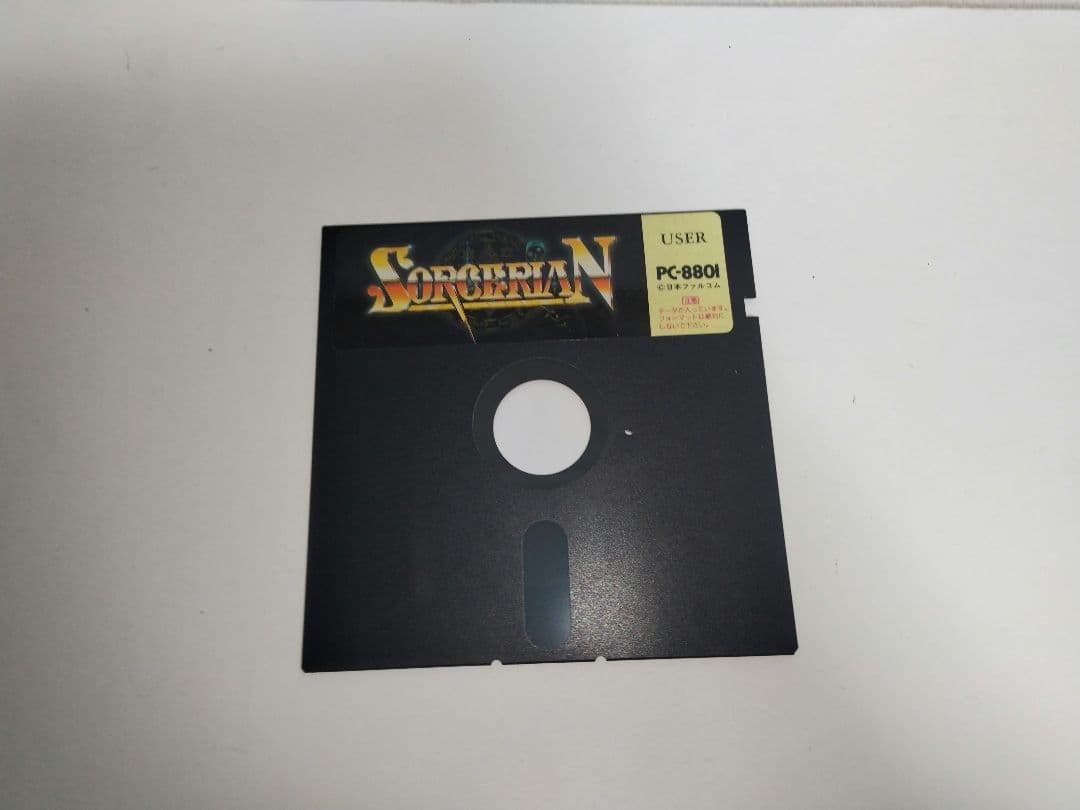 SORCERIAN
USER
PC-8801
©日本ファルコム
注意
データが入っています。
フォーマットは絶対に
しないで下さい。